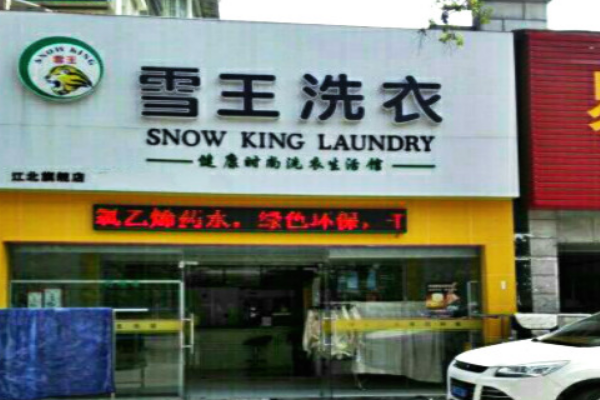 SNOW KING
雪王
雪王洗衣
SNOW KING LAUNDRY
健康时尚洗衣生活馆
江北旗舰店
氯乙烯药水，绿色环保，干